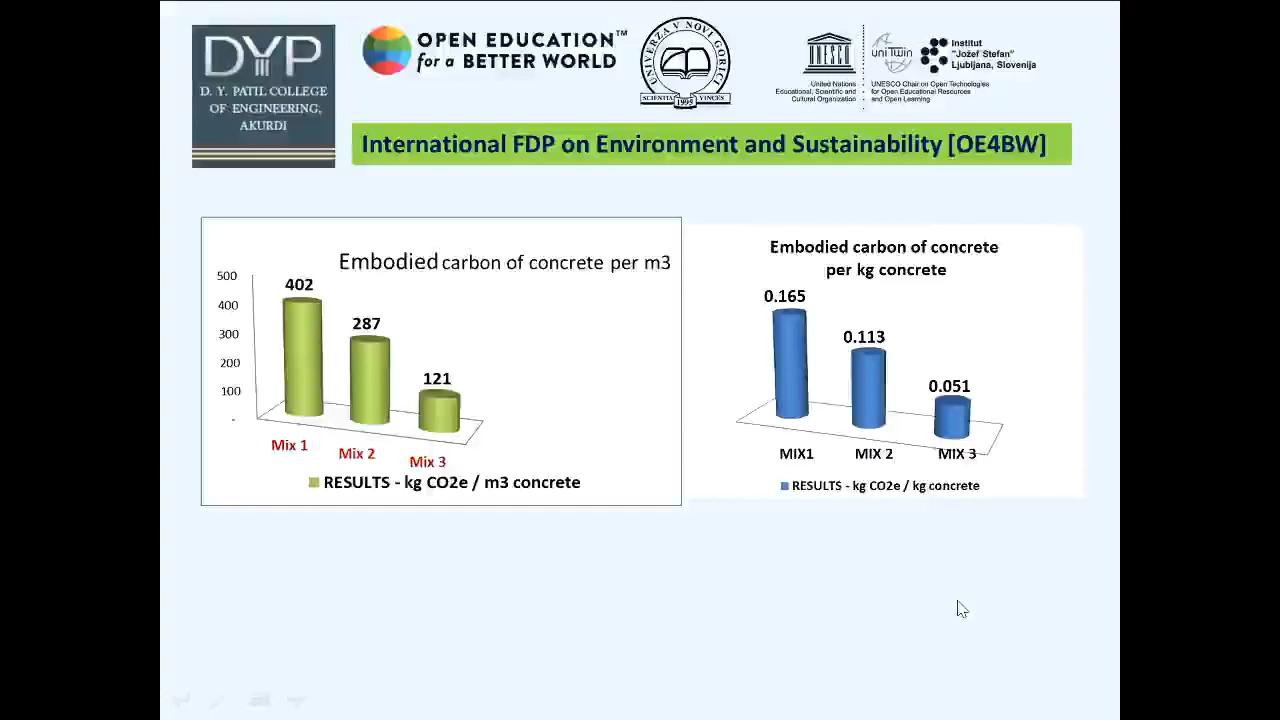 DYP
D. Y. PATIL COLLEGE
OF ENGINEERING,
AKURDI
OPEN EDUCATION™
for a BETTER WORLD
UNIVERZA V NOVI GORICI
SCIENTIA VINCES
1995
UNESCO
United Nations
Educational, Scientific and
Cultural Organization
uniTwin
Institut
"Jožef Stefan"
Ljubljana, Slovenija
UNESCO Chair on Open Technologies
for Open Educational Resources
and Open Learning
International FDP on Environment and Sustainability [OE4BW]
Embodied carbon of concrete per m3
500
400
300
200
100
-
402
287
121
Mix 1
Mix 2
Mix 3
RESULTS - kg CO2e / m3 concrete
Embodied carbon of concrete
per kg concrete
0.165
0.113
0.051
MIX1
MIX 2
MIX 3
RESULTS - kg CO2e / kg concrete